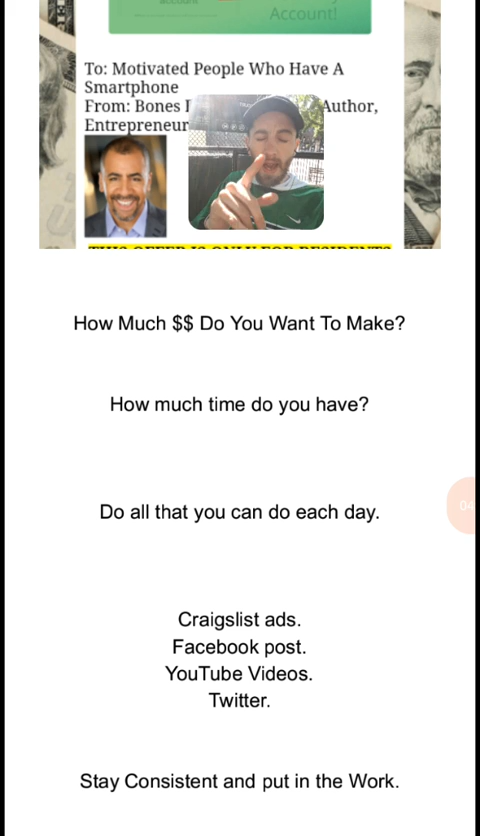 Account!
To: Motivated People Who Have A
Smartphone
From: Bones Author,
Entrepreneur
How Much $$ Do You Want To Make?
How much time do you have?
Do all that you can do each day.
04
Craigslist ads.
Facebook post.
YouTube Videos.
Twitter.
Stay Consistent and put in the Work.